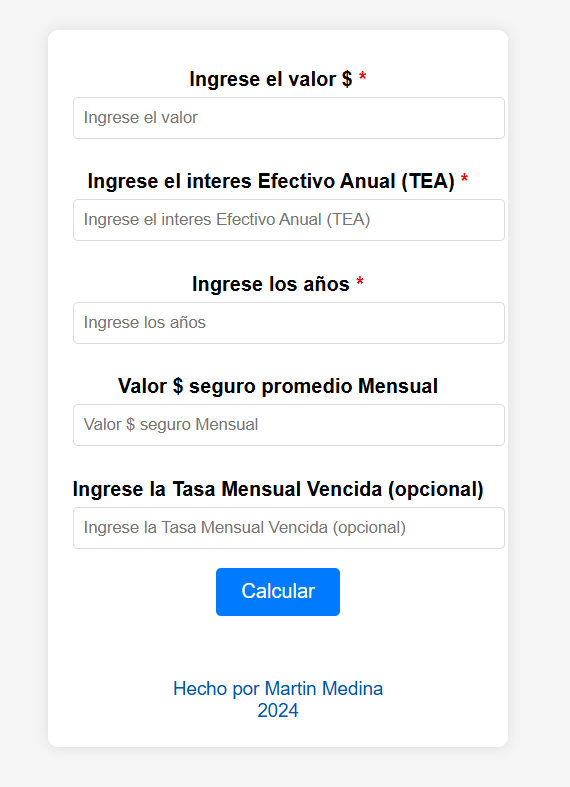 Ingrese el valor $ *
Ingrese el valor
Ingrese el interes Efectivo Anual (TEA) *
Ingrese el interes Efectivo Anual (TEA)
Ingrese los años *
Ingrese los años
Valor $ seguro promedio Mensual
Valor $ seguro Mensual
Ingrese la Tasa Mensual Vencida (opcional)
Ingrese la Tasa Mensual Vencida (opcional)
Calcular
Hecho por Martin Medina
2024